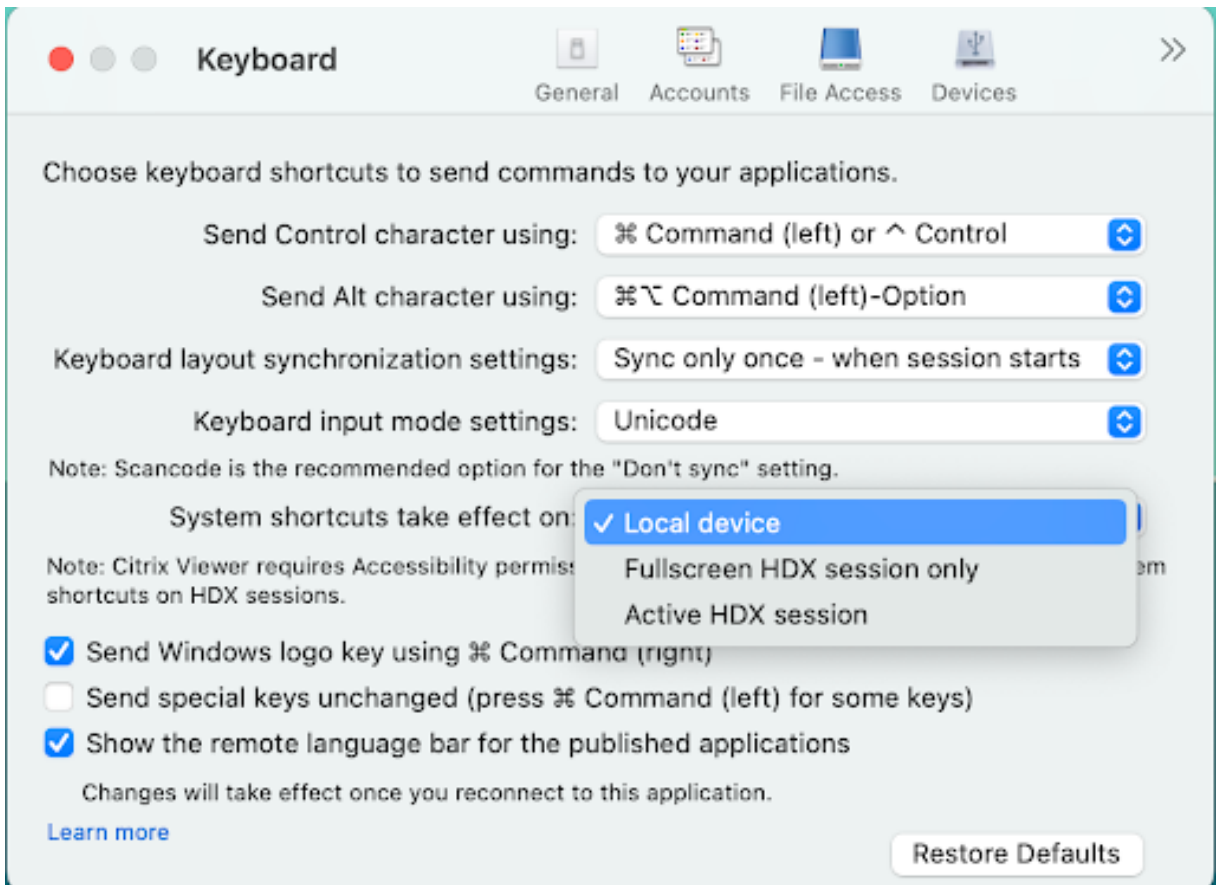 Keyboard
General Accounts File Access Devices
Choose keyboard shortcuts to send commands to your applications.
Send Control character using: ⌘ Command (left) or ^ Control
Send Alt character using: ⌘⌥ Command (left)-Option
Keyboard layout synchronization settings: Sync only once - when session starts
Keyboard input mode settings: Unicode
Note: Scancode is the recommended option for the "Don't sync" setting.
System shortcuts take effect on: ✓ Local device
Fullscreen HDX session only
Active HDX session
Note: Citrix Viewer requires Accessibility
shortcuts on HDX sessions.
Send Windows logo key using ⌘ Command (right)
Send special keys unchanged (press ⌘ Command (left) for some keys)
Show the remote language bar for the published applications
Changes will take effect once you reconnect to this application.
Learn more
Restore Defaults